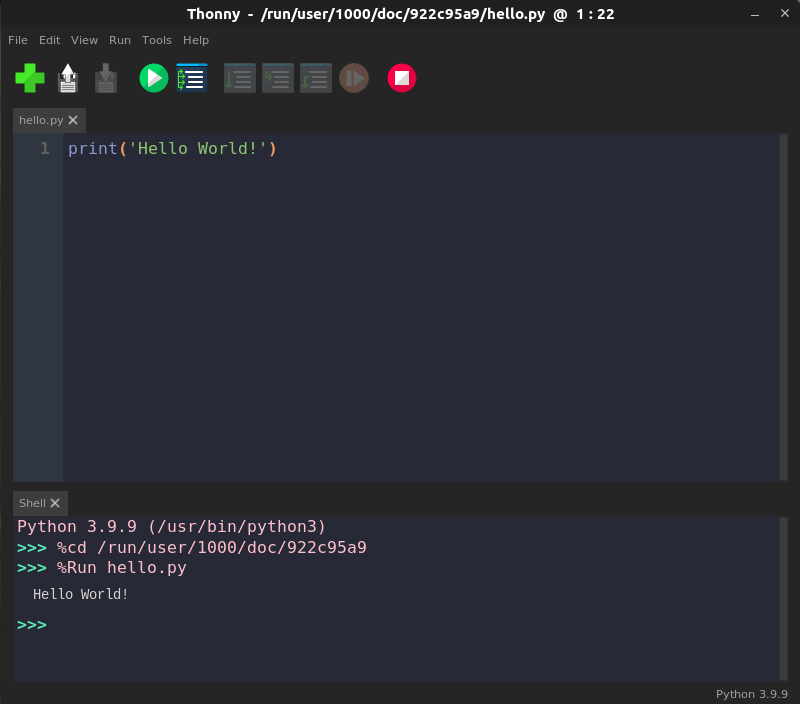 Thonny - /run/user/1000/doc/922c95a9/hello.py @ 1 : 22
File Edit View Run Tools Help
hello.py
1 print('Hello World!')
Shell
Python 3.9.9 (/usr/bin/python3)
>>> %cd /run/user/1000/doc/922c95a9
>>> %Run hello.py
Hello World!
>>>
Python 3.9.9